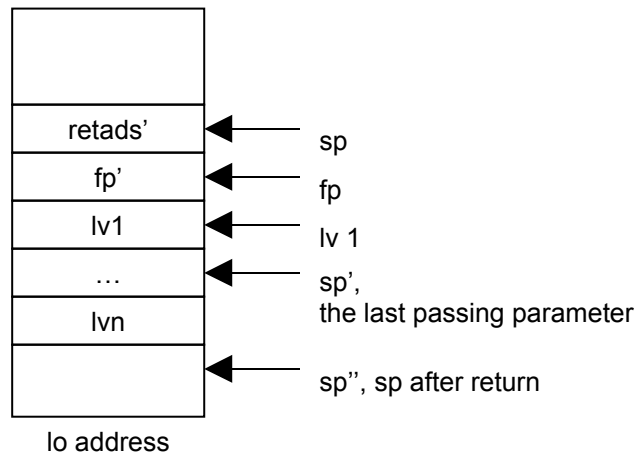 retads’
sp
fp'
fp
lv1
lv 1
…
sp’,
the last passing parameter
lvn
sp’’, sp after return
lo address